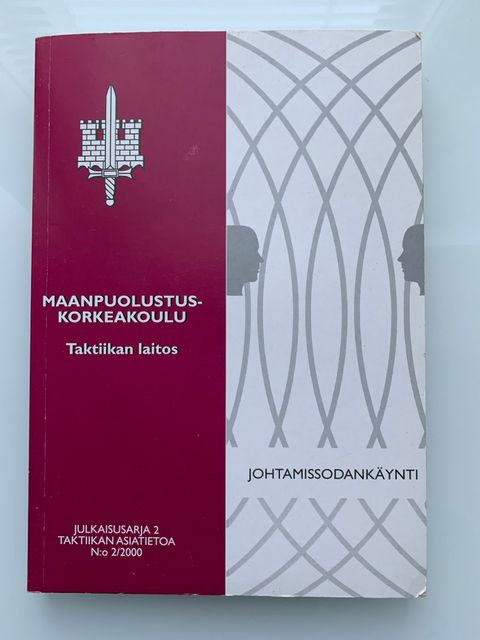 MAANPUOLUSTUS-
KORKEAKOULU
Taktiikan laitos
JOHTAMISSODANKÄYNTI
JULKAISUSARJA 2
TAKTIIKAN ASIATIETOA
N:o 2/2000